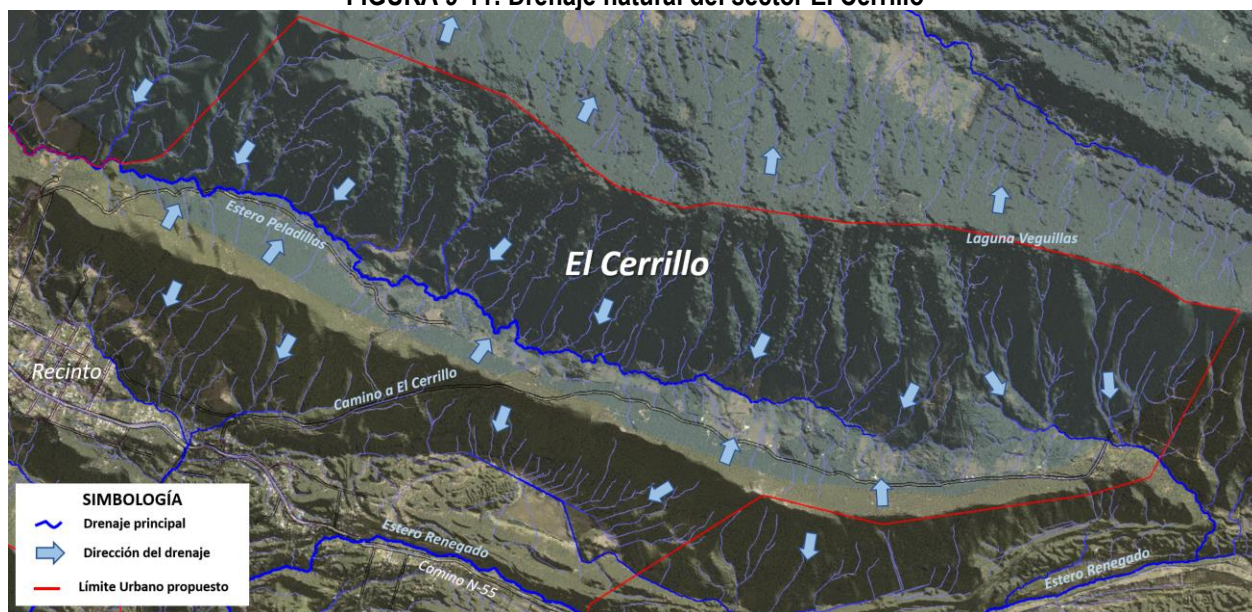 FIGURA 9-11: Drenaje natural del sector El Cerrillo
Estero Peladillas
El Cerrillo
Laguna Veguillas
Recinto
Camino a El Cerrillo
Estero Renegado
Camino N-55
Estero Renegado
SIMBOLOGÍA
Drenaje principal
Dirección del drenaje
Límite Urbano propuesto